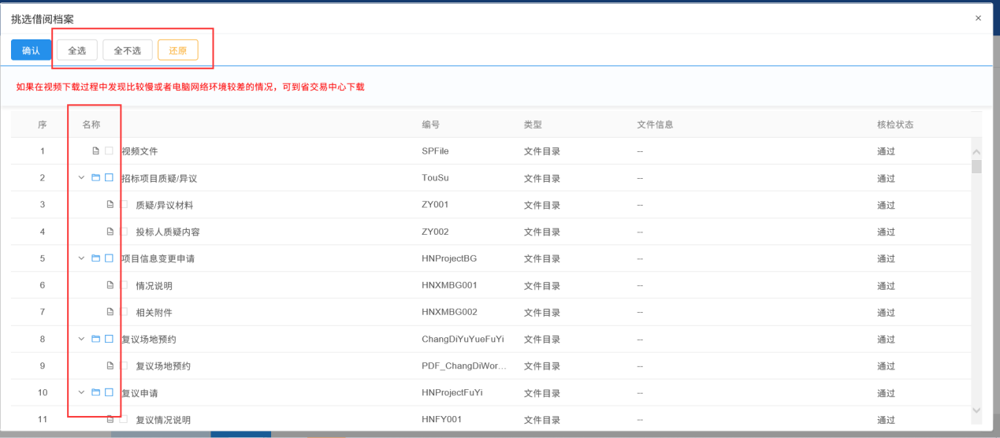 挑选借阅档案 ×
确认 全选 全不选 还原
如果在视频下载过程中发现比较慢或者电脑网络环境较差的情况，可到省交易中心下载
序 名称 编号 类型 文件信息 核检状态
1 视频文件 SPFile 文件目录 -- 通过
2 招标项目质疑/异议 TouSu 文件目录 -- 通过
3 质疑/异议材料 ZY001 文件目录 -- 通过
4 投标人质疑内容 ZY002 文件目录 -- 通过
5 项目信息变更申请 HNProjectBG 文件目录 -- 通过
6 情况说明 HNXMBG001 文件目录 -- 通过
7 相关附件 HNXMBG002 文件目录 -- 通过
8 复议场地预约 ChangDiYuYueFuYi 文件目录 -- 通过
9 复议场地预约 PDF_ChangDiWor... 文件目录 -- 通过
10 复议申请 HNProjectFuYi 文件目录 -- 通过
11 复议情况说明 HNFY001 文件目录 -- 通过